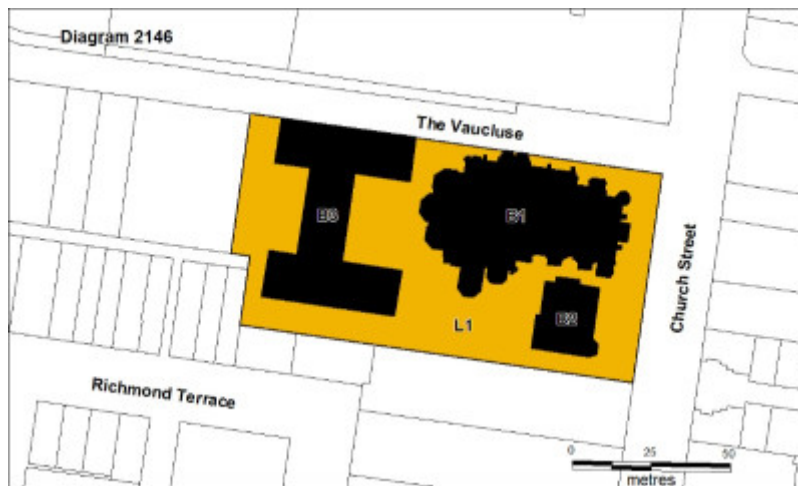 Diagram 2146
The Vaucluse
B3
B1
Church Street
B2
L1
Richmond Terrace
0 25 50
metres